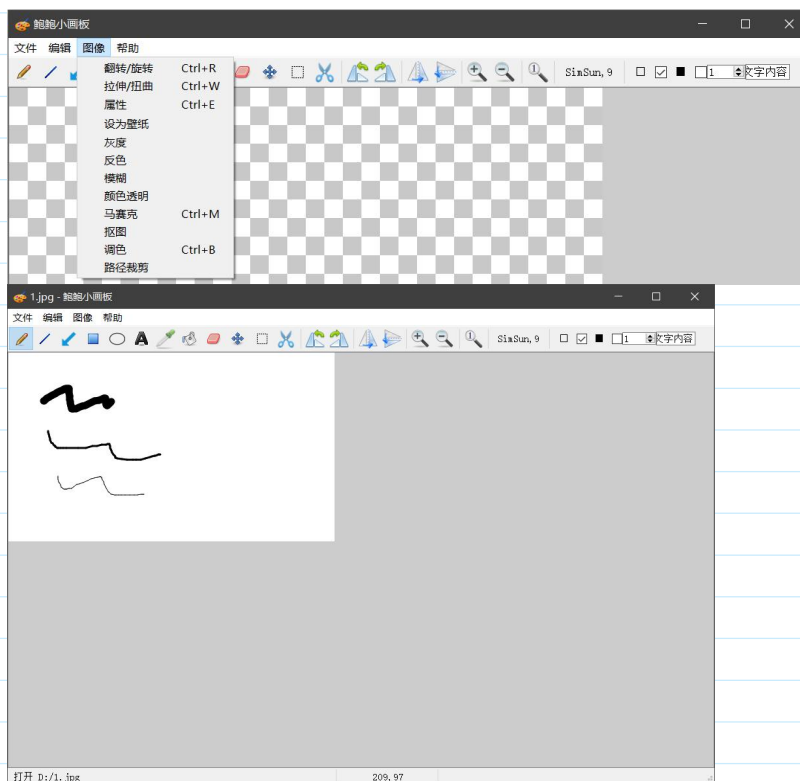 鲍鲍小画板
文件 编辑 图像 帮助
翻转/旋转 Ctrl+R
拉伸/扭曲 Ctrl+W
属性 Ctrl+E
设为壁纸
灰度
反色
模糊
颜色透明
马赛克 Ctrl+M
抠图
调色 Ctrl+B
路径裁剪
SimSun, 9 1 文字内容
1.jpg - 鲍鲍小画板
文件 编辑 图像 帮助
A SimSun, 9 1 文字内容
打开 D:/1.jpg 209,97